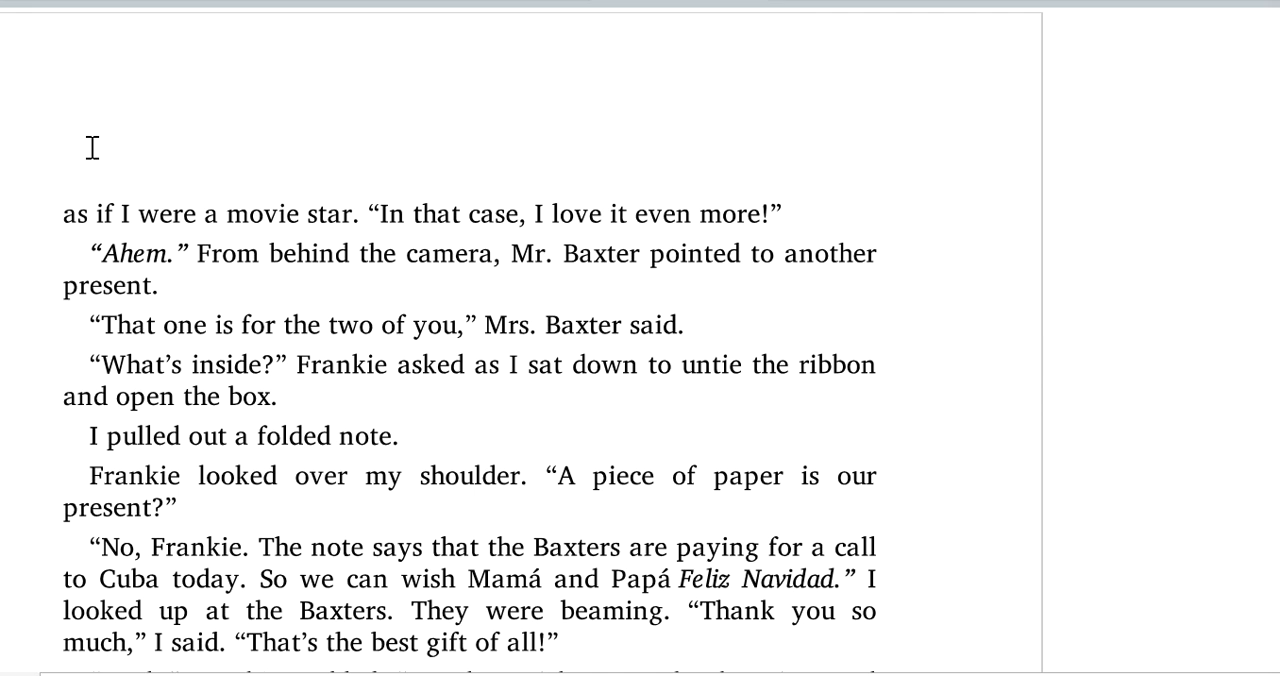 as if I were a movie star. “In that case, I love it even more!”
“Ahem.” From behind the camera, Mr. Baxter pointed to another
present.
“That one is for the two of you,” Mrs. Baxter said.
“What’s inside?” Frankie asked as I sat down to untie the ribbon
and open the box.
I pulled out a folded note.
Frankie looked over my shoulder. “A piece of paper is our
present?”
“No, Frankie. The note says that the Baxters are paying for a call
to Cuba today. So we can wish Mamá and Papá Feliz Navidad.” I
looked up at the Baxters. They were beaming. “Thank you so
much,” I said. “That’s the best gift of all!”